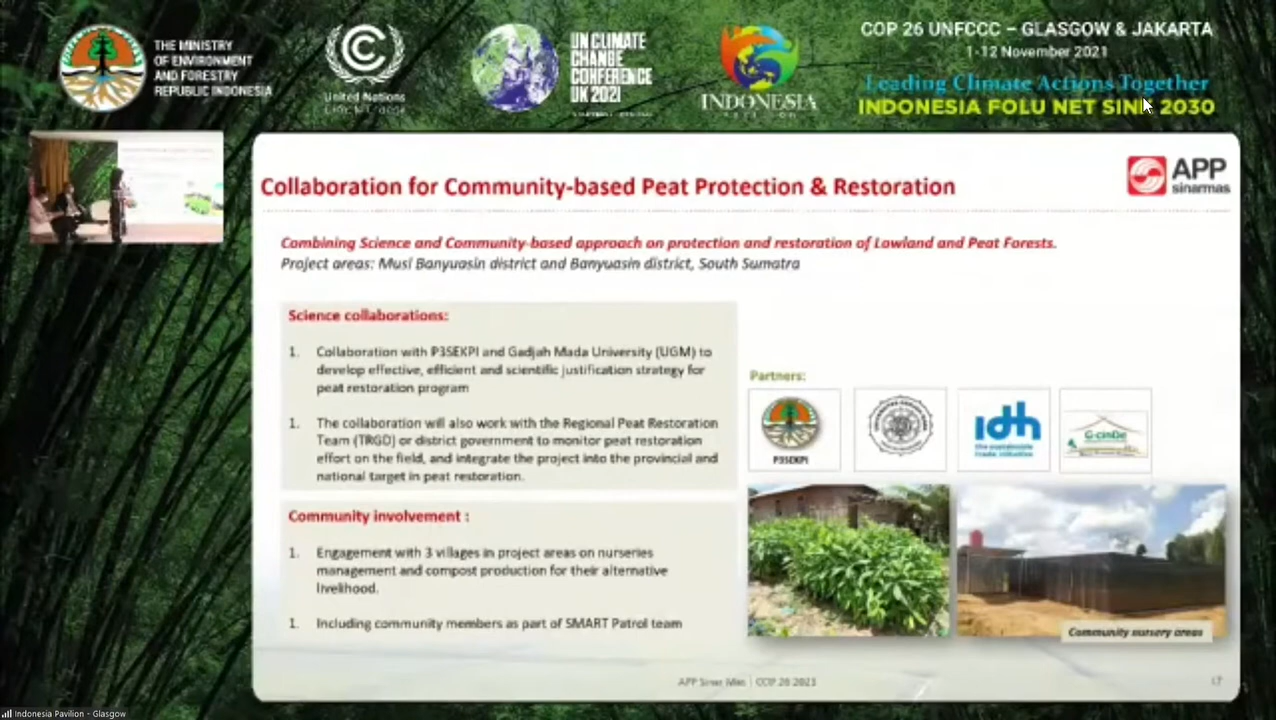 THE MINISTRY
OF ENVIRONMENT
AND FORESTRY
REPUBLIC INDONESIA
United Nations
UN CLIMATE
CHANGE
CONFERENCE
UK 2021
INDONESIA
COP 26 UNFCCC – GLASGOW & JAKARTA
1-12 November 2021
Leading Climate Actions Together
INDONESIA FOLU NET SINK 2030
Collaboration for Community-based Peat Protection & Restoration
APP
sinarmas
Combining Science and Community-based approach on protection and restoration of Lowland and Peat Forests.
Project areas: Musi Banyuasin district and Banyuasin district, South Sumatra
Science collaborations:
1. Collaboration with P3SEKPI and Gadjah Mada University (UGM) to
develop effective, efficient and scientific justification strategy for
peat restoration program
1. The collaboration will also work with the Regional Peat Restoration
Team (TRGD) or district government to monitor peat restoration
effort on the field, and integrate the project into the provincial and
national target in peat restoration.
Community involvement :
1. Engagement with 3 villages in project areas on nurseries
management and compost production for their alternative
livelihood.
1. Including community members as part of SMART Patrol team
Partners:
P3SEKPI
idh
the sustainable
trade initiative
G-cinDe
Community nursery areas
APP Sinar Mas | COP 26 2021
17
Indonesia Pavilion - Glasgow